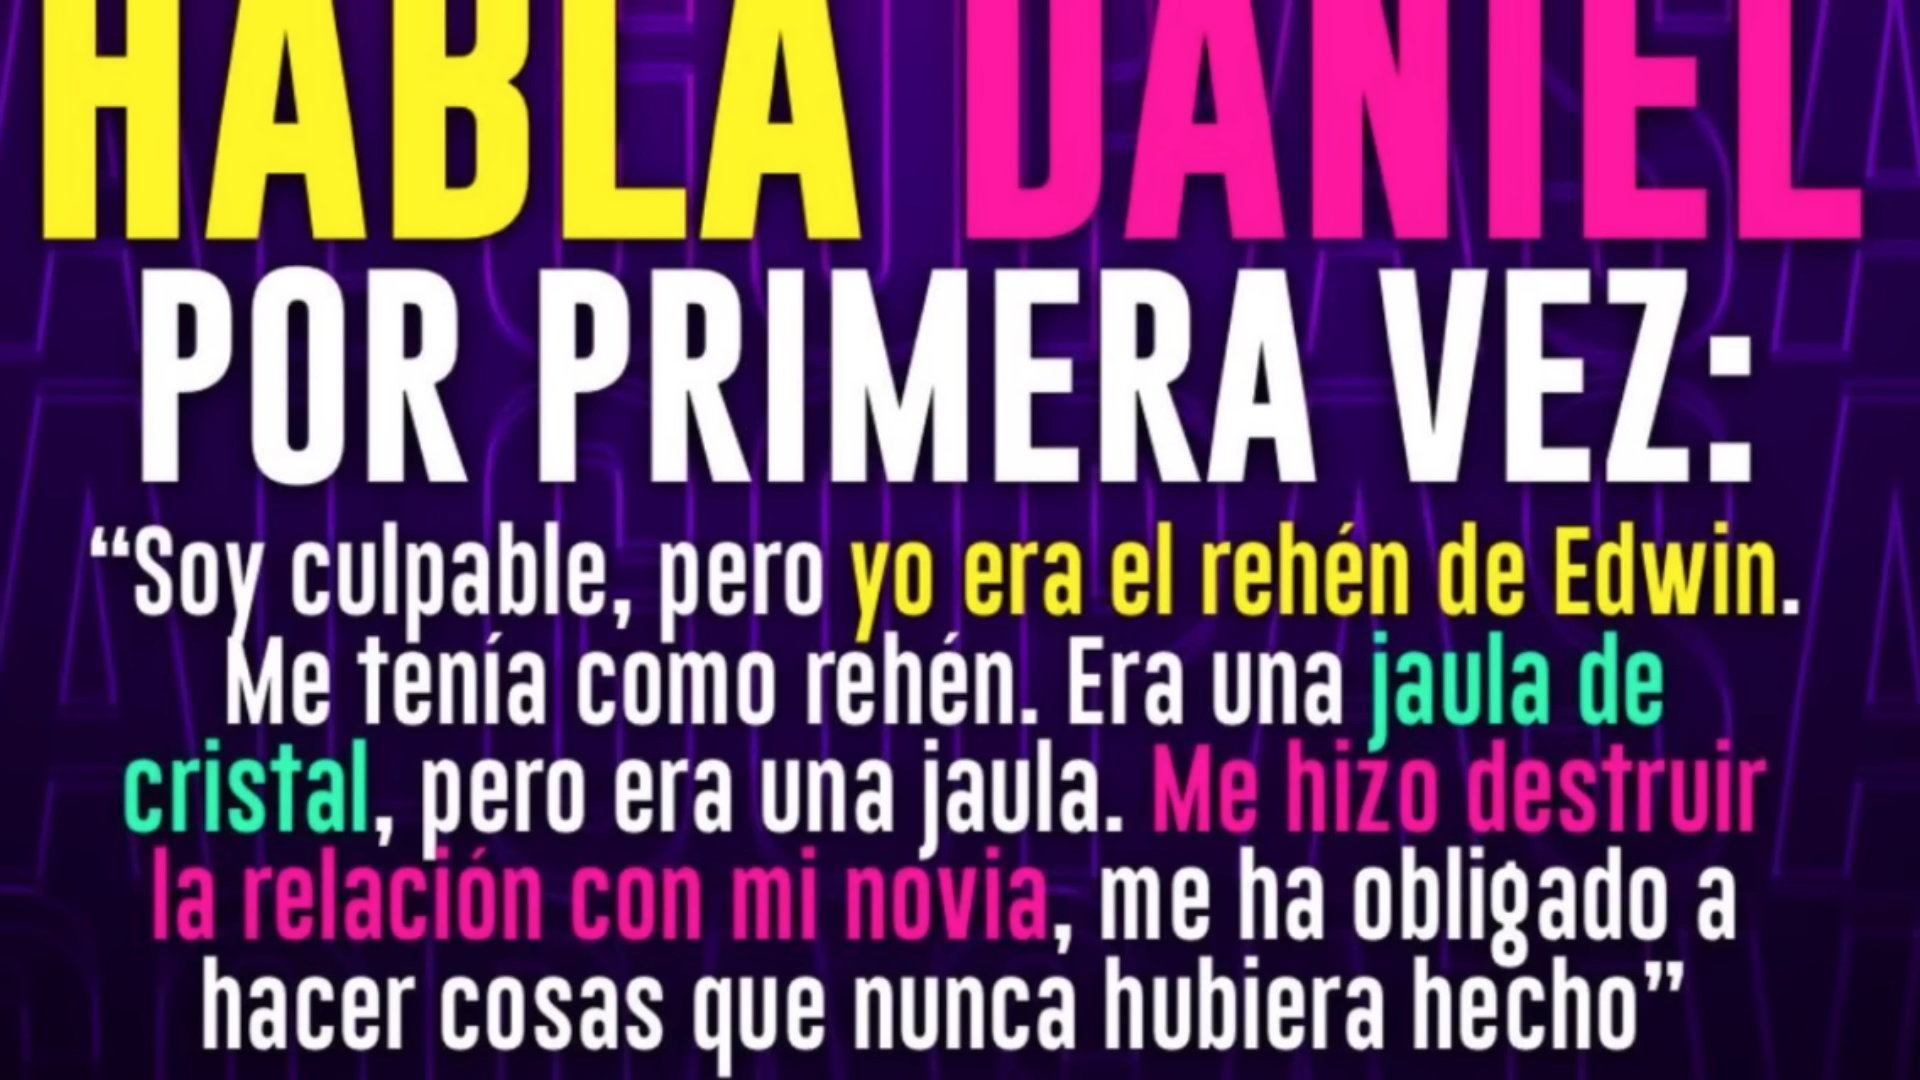 HABLA DANIEL
POR PRIMERA VEZ:
“Soy culpable, pero yo era el rehén de Edwin.
Me tenía como rehén. Era una jaula de
cristal, pero era una jaula. Me hizo destruir
la relación con mi novia, me ha obligado a
hacer cosas que nunca hubiera hecho”